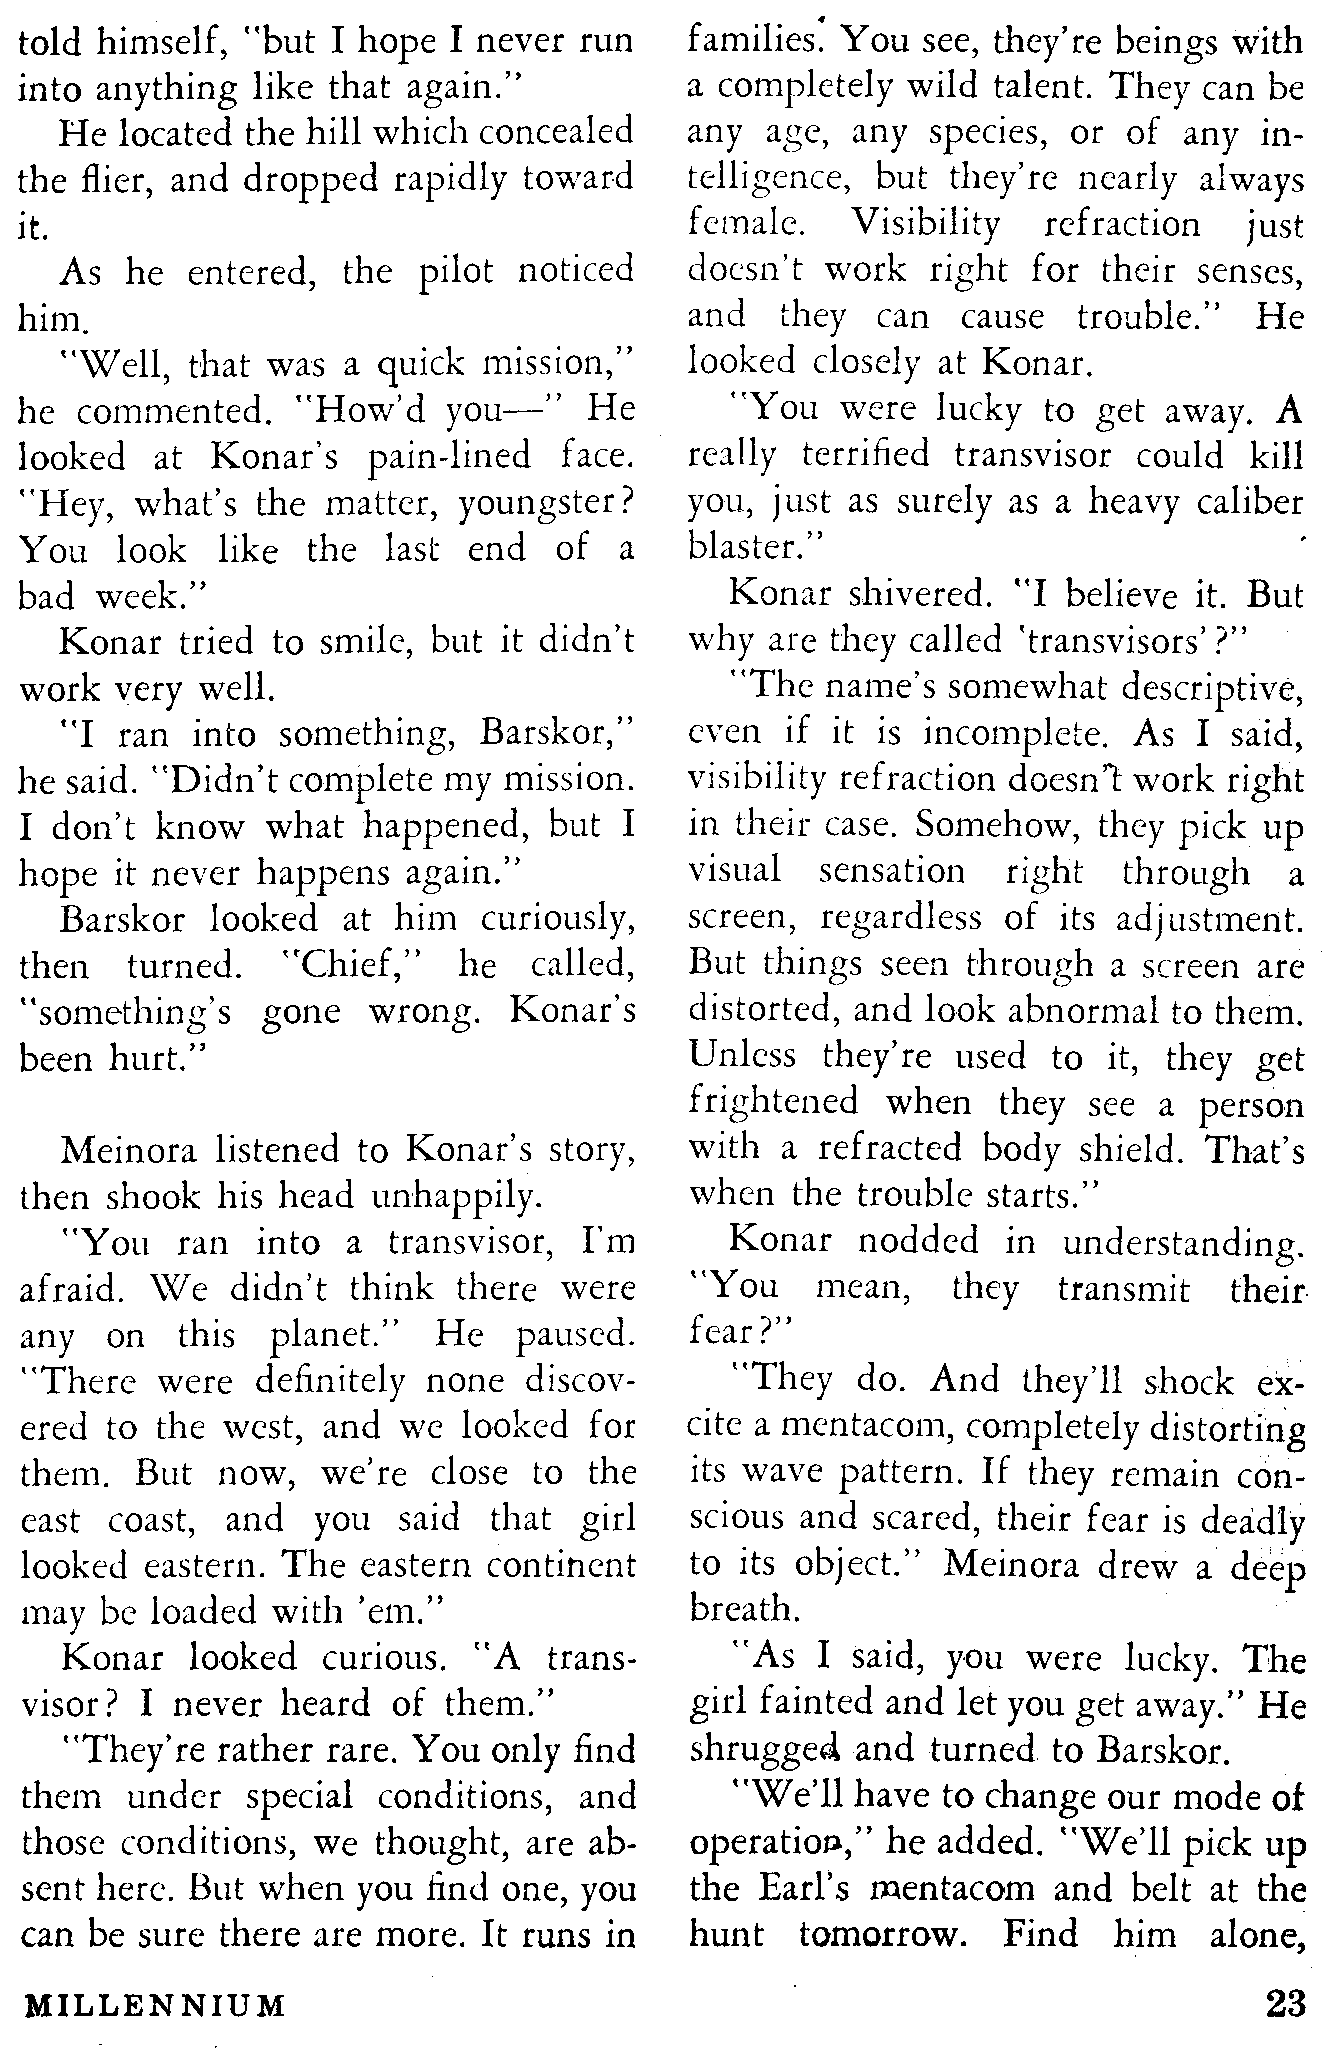 told himself, "but I hope I never run
into anything like that again."
He located the hill which concealed
the flier, and dropped rapidly toward
it.
As he entered, the pilot noticed
him.
"Well, that was a quick mission,"
he commented. "How'd you—" He
looked at Konar's pain-lined face.
"Hey, what's the matter, youngster?
You look like the last end of a
bad week."
Konar tried to smile, but it didn't
work very well.
"I ran into something, Barskor,"
he said. "Didn't complete my mission.
I don't know what happened, but I
hope it never happens again."
Barskor looked at him curiously,
then turned. "Chief," he called,
"something's gone wrong. Konar's
been hurt."
Meinora listened to Konar's story,
then shook his head unhappily.
"You ran into a transvisor, I'm
afraid. We didn't think there were
any on this planet." He paused.
"There were definitely none discov-
ered to the west, and we looked for
them. But now, we're close to the
east coast, and you said that girl
looked eastern. The eastern continent
may be loaded with 'em."
Konar looked curious. "A trans-
visor? I never heard of them."
"They're rather rare. You only find
them under special conditions, and
those conditions, we thought, are ab-
sent here. But when you find one, you
can be sure there are more. It runs in
families. You see, they're beings with
a completely wild talent. They can be
any age, any species, or of any in-
telligence, but they're nearly always
female. Visibility refraction just
doesn't work right for their senses,
and they can cause trouble." He
looked closely at Konar.
"You were lucky to get away. A
really terrified transvisor could kill
you, just as surely as a heavy caliber
blaster."
Konar shivered. "I believe it. But
why are they called 'transvisors'?"
"The name's somewhat descriptive,
even if it is incomplete. As I said,
visibility refraction doesn't work right
in their case. Somehow, they pick up
visual sensation right through a
screen, regardless of its adjustment.
But things seen through a screen are
distorted, and look abnormal to them.
Unless they're used to it, they get
frightened when they see a person
with a refracted body shield. That's
when the trouble starts."
Konar nodded in understanding.
"You mean, they transmit their
fear?"
"They do. And they'll shock ex-
cite a mentacom, completely distorting
its wave pattern. If they remain con-
scious and scared, their fear is deadly
to its object." Meinora drew a deep
breath.
"As I said, you were lucky. The
girl fainted and let you get away." He
shrugged and turned to Barskor.
"We'll have to change our mode of
operation," he added. "We'll pick up
the Earl's mentacom and belt at the
hunt tomorrow. Find him alone,
MILLENNIUM
23